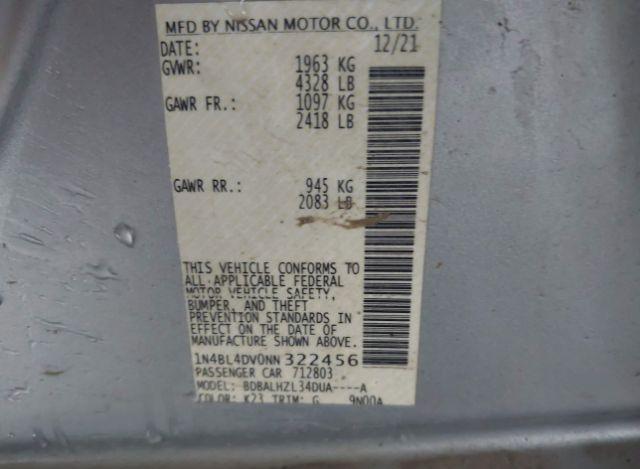 MFD BY NISSAN MOTOR CO., LTD.
DATE: 12/21
GVWR: 1963 KG
4328 LB
GAWR FR.: 1097 KG
2418 LB
GAWR RR.: 945 KG
2083 LB
THIS VEHICLE CONFORMS TO
ALL APPLICABLE FEDERAL
MOTOR VEHICLE SAFETY,
BUMPER, AND THEFT
PREVENTION STANDARDS IN
EFFECT ON THE DATE OF
MANUFACTURE SHOWN ABOVE.
1N4BL4DV0NN 322456
PASSENGER CAR 712803
MODEL: BDBALHZL34DUA----A
COLOR: K23 TRIM: G 9N00A